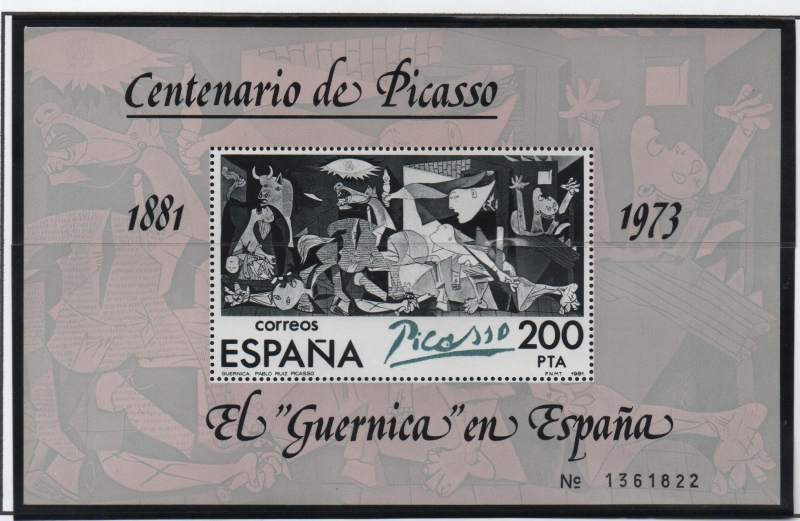 Centenario de Picasso
1881
1973
correos
ESPAÑA
Picasso
200
PTA
GUERNICA. PABLO RUIZ PICASSO
F.N.M.T. 1981
El "Guernica" en España
Nº 1361822